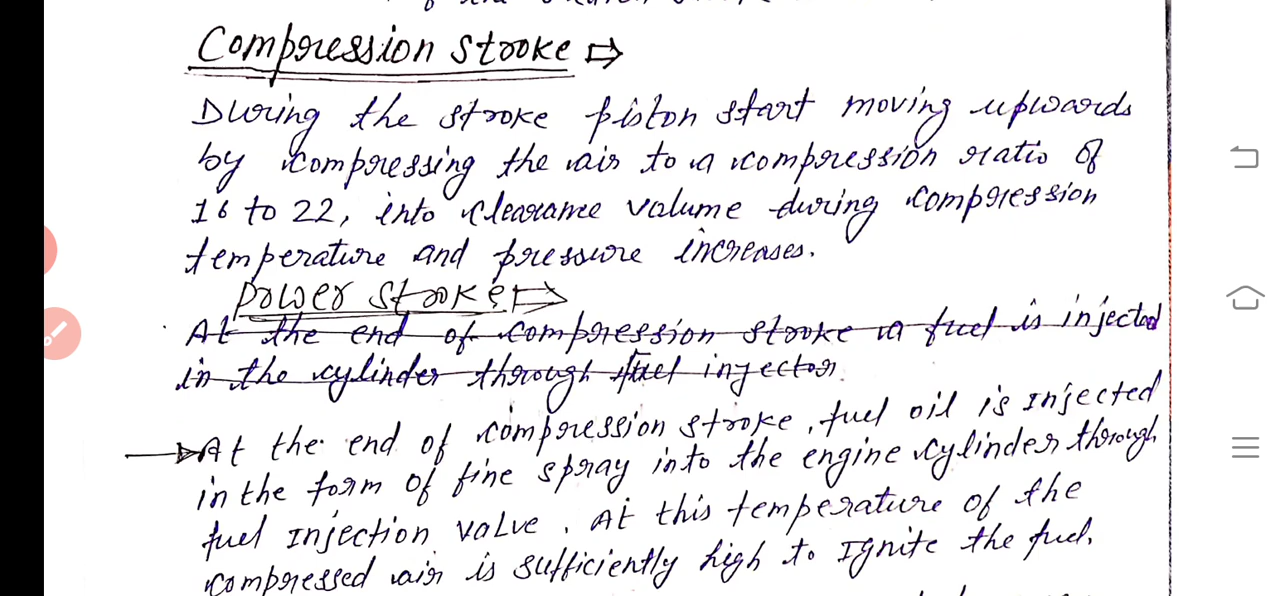 of the
Compression Stroke ⇒
During the stroke piston start moving upwards
by compressing the air to a compression ratio of
16 to 22, into clearance volume during compression
temperature and pressure increases.
Power Stroke ⇒
At the end of compression stroke a fuel is injected
in the cylinder through fuel injector.
→ At the end of compression stroke, fuel oil is Injected
in the form of fine spray into the engine cylinder through
fuel Injection valve. At this temperature of the
compressed air is sufficiently high to Ignite the fuel.